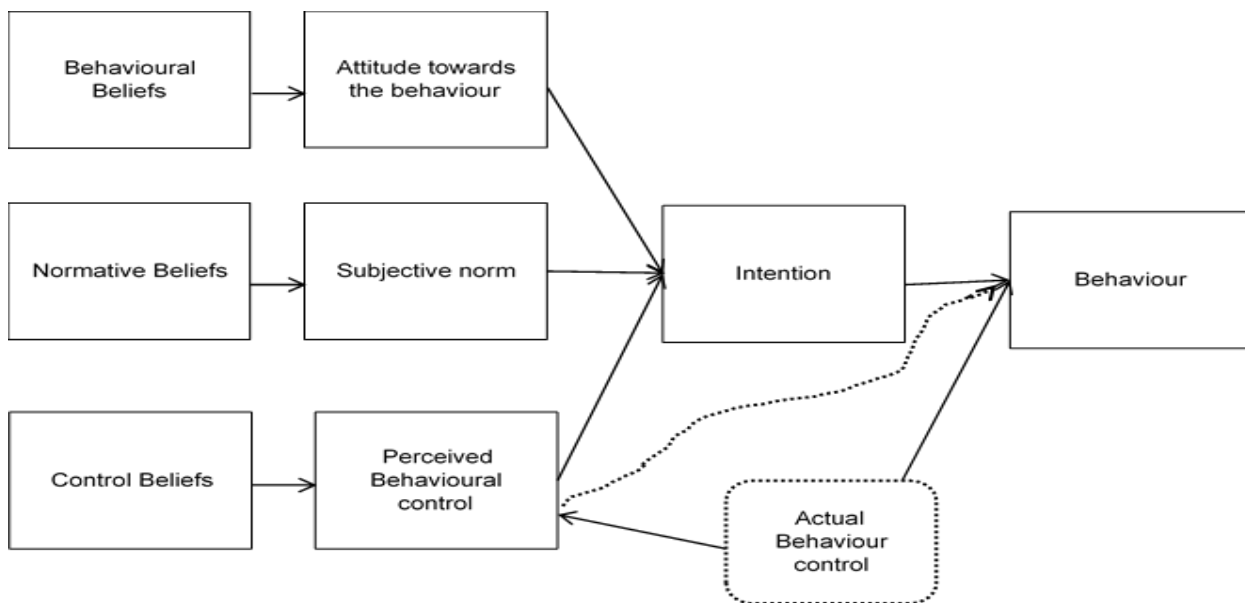 Behavioural
Beliefs
Attitude towards
the behaviour
Normative Beliefs
Subjective norm
Intention
Behaviour
Control Beliefs
Perceived
Behavioural
control
Actual
Behaviour
control